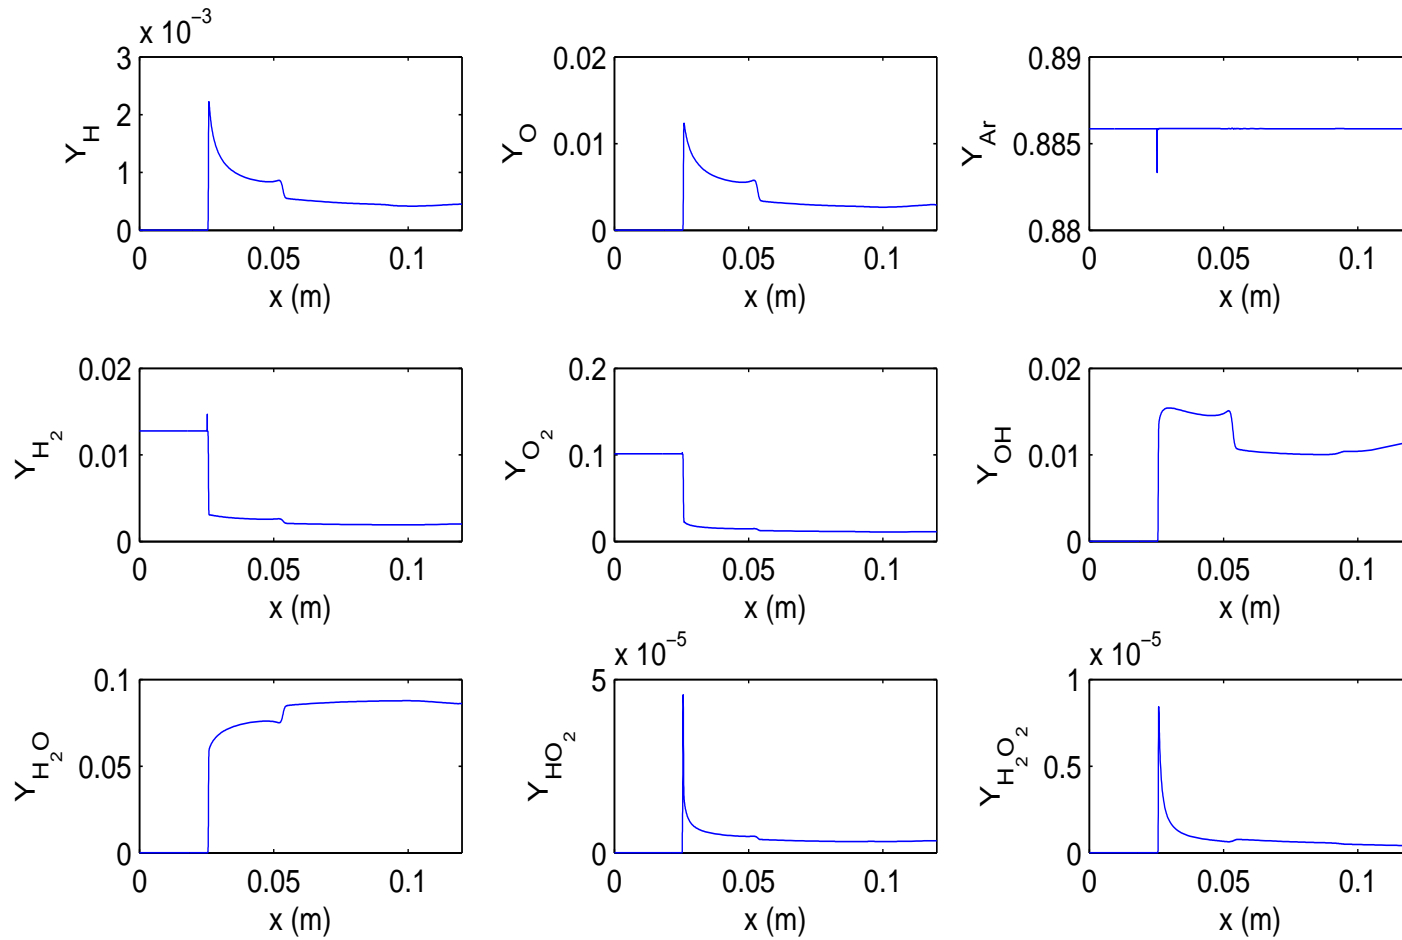 x 10⁻³
3
2
1
0
Y_H
0 0.05 0.1
x (m)
0.02
0.01
0
Y_O
0 0.05 0.1
x (m)
0.89
0.885
0.88
Y_Ar
0 0.05 0.1
x (m)
0.02
0.01
0
Y_H₂
0 0.05 0.1
x (m)
0.2
0.1
0
Y_O₂
0 0.05 0.1
x (m)
0.02
0.01
0
Y_OH
0 0.05 0.1
x (m)
0.1
0.05
0
Y_H₂O
0 0.05 0.1
x (m)
x 10⁻⁵
5
0
Y_HO₂
0 0.05 0.1
x (m)
x 10⁻⁵
1
0.5
0
Y_H₂O₂
0 0.05 0.1
x (m)